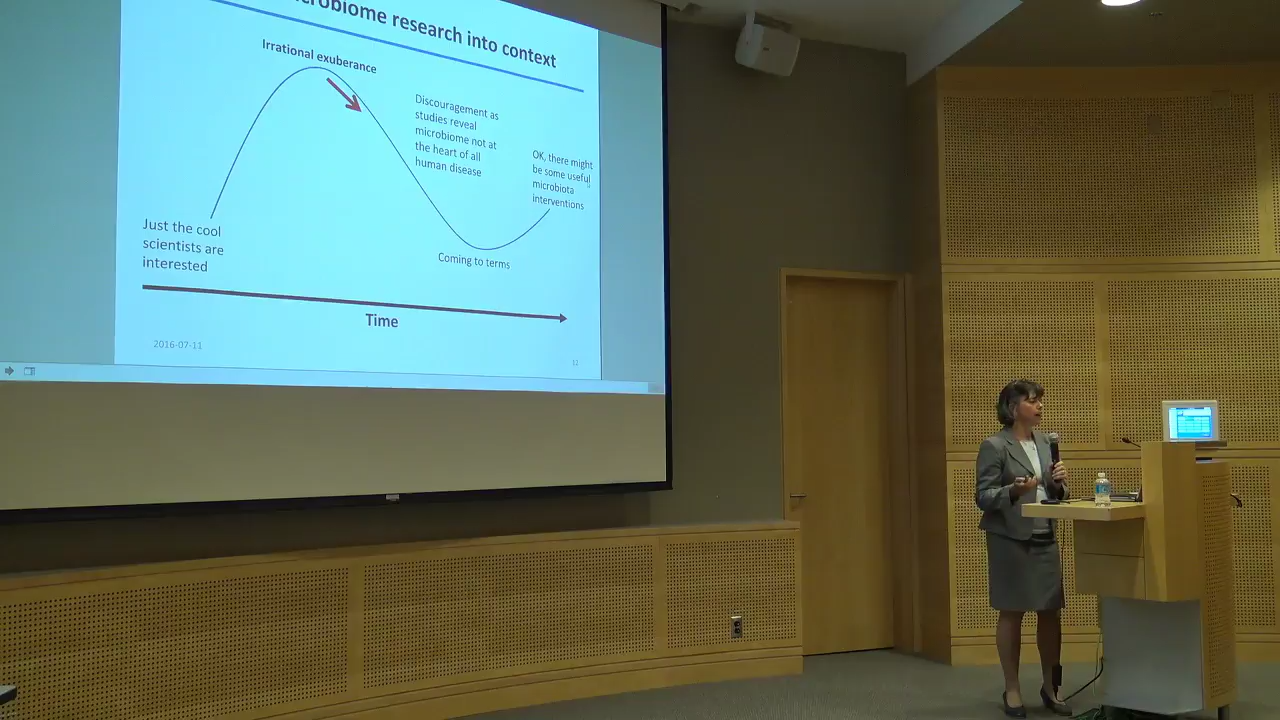 research into context
Irrational exuberance
Discouragement as
studies reveal
microbiome not at
the heart of all
human disease
OK, there might
be some useful
microbiota
interventions
Just the cool
scientists are
interested
Coming to terms
Time
2016-07-11
12